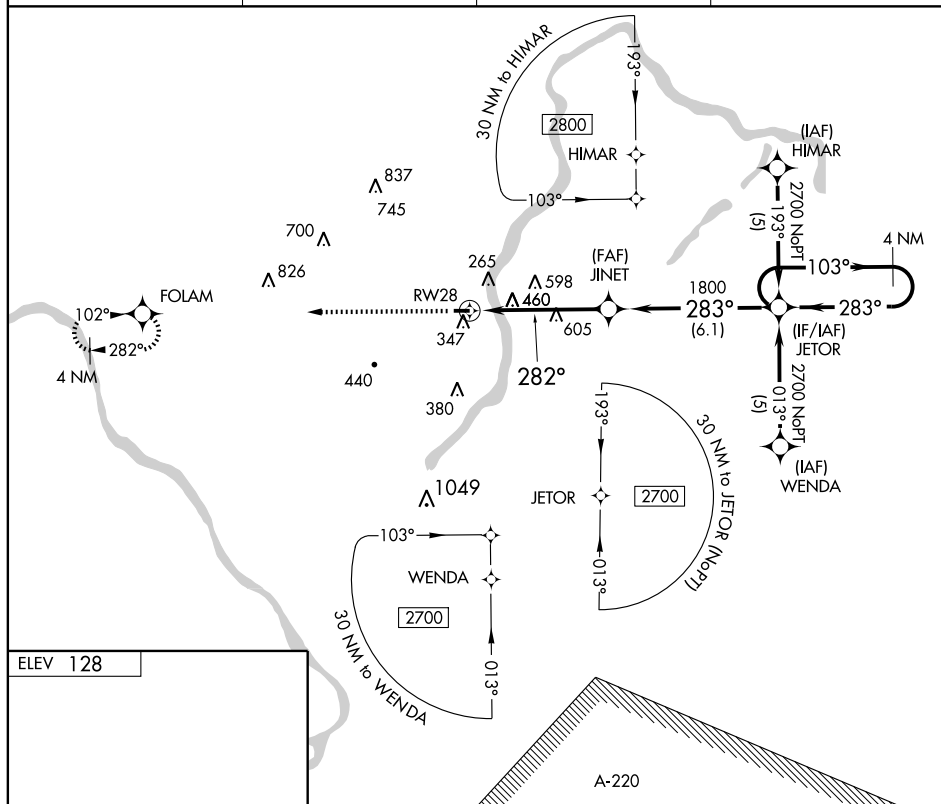 30 NM to HIMAR
193°
2800
HIMAR
103°
(IAF)
HIMAR
2700 NoPT
193°
(5)
4 NM
103°
837
745
700
826
265
598
(FAF)
JINET
FOLAM
RW28
460
1800
283°
(6.1)
283°
102°
347
605
(IF/IAF)
JETOR
282°
4 NM
440
282°
2700 NoPT
013°
(5)
380
193°
30 NM to JETOR (NoPT)
(IAF)
WENDA
1049
JETOR
2700
103°
013°
WENDA
2700
30 NM to WENDA
013°
ELEV 128
A-220